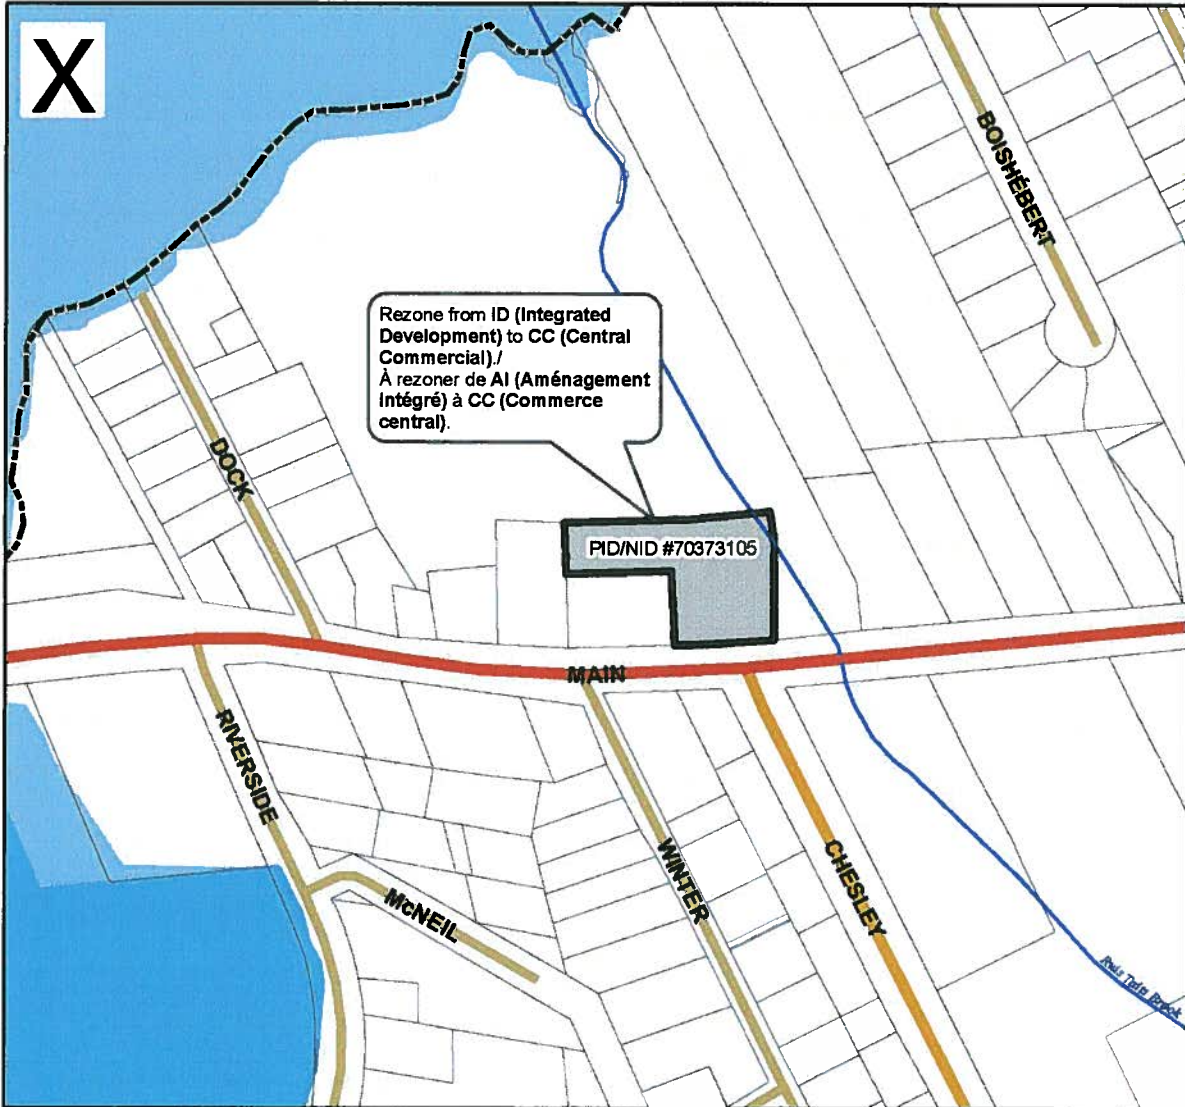 X
BOISHÉBERT
Rezone from ID (Integrated
Development) to CC (Central
Commercial)./
À rezoner de AI (Aménagement
Intégré) à CC (Commerce
central).
DOCK
PID/NID #70373105
MAIN
RIVERSIDE
WINTER
CHESLEY
McNEIL
Brook